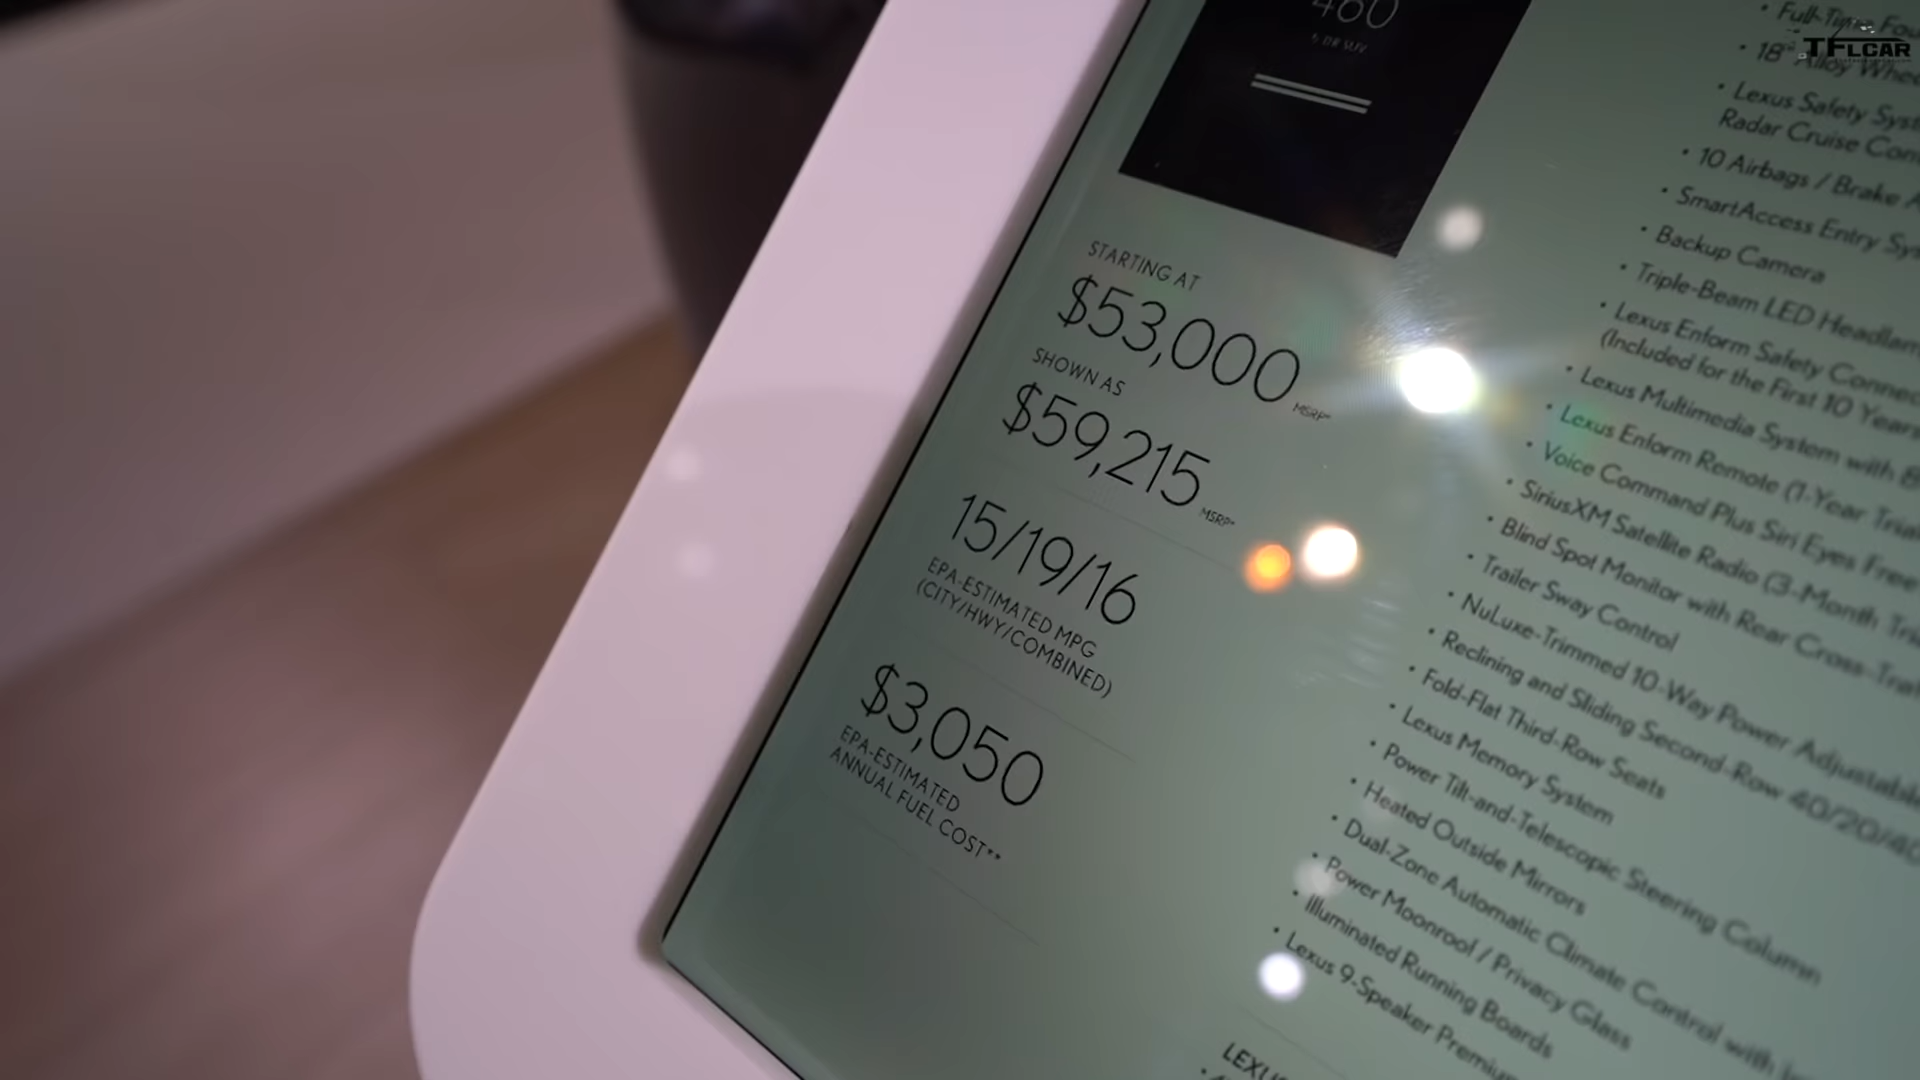 460
STARTING AT
$53,000 MSRP*
SHOWN AS
$59,215 MSRP*
15/19/16
EPA-ESTIMATED MPG
(CITY/HWY/COMBINED)
$3,050
EPA-ESTIMATED
ANNUAL FUEL COST**
• Full-Time
• 18" Alloy
• Lexus Safety
Radar Cruise
• 10 Airbags / Brake
• SmartAccess Entry
• Backup Camera
• Triple-Beam LED
• Lexus Enform Safety
(Included for the First 10 Years
• Lexus Multimedia System with
• Lexus Enform Remote (1-Year
• Voice Command Plus Siri Eyes Free
• SiriusXM Satellite Radio (3-Month
• Blind Spot Monitor with Rear
• Trailer Sway Control
• NuLuxe-Trimmed 10-Way Power
• Reclining and Sliding Second-Row 40/20/40
• Fold-Flat Third-Row Seats
• Lexus Memory System
• Power Tilt-and-Telescopic Steering Column
• Heated Outside Mirrors
• Dual-Zone Automatic Climate Control with
• Power Moonroof / Privacy Glass
• Illuminated Running Boards
• Lexus 9-Speaker
TFLCAR